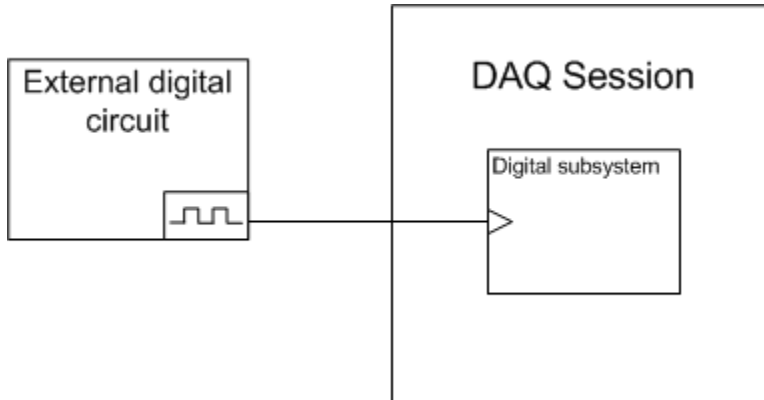 External digital
circuit
DAQ Session
Digital subsystem